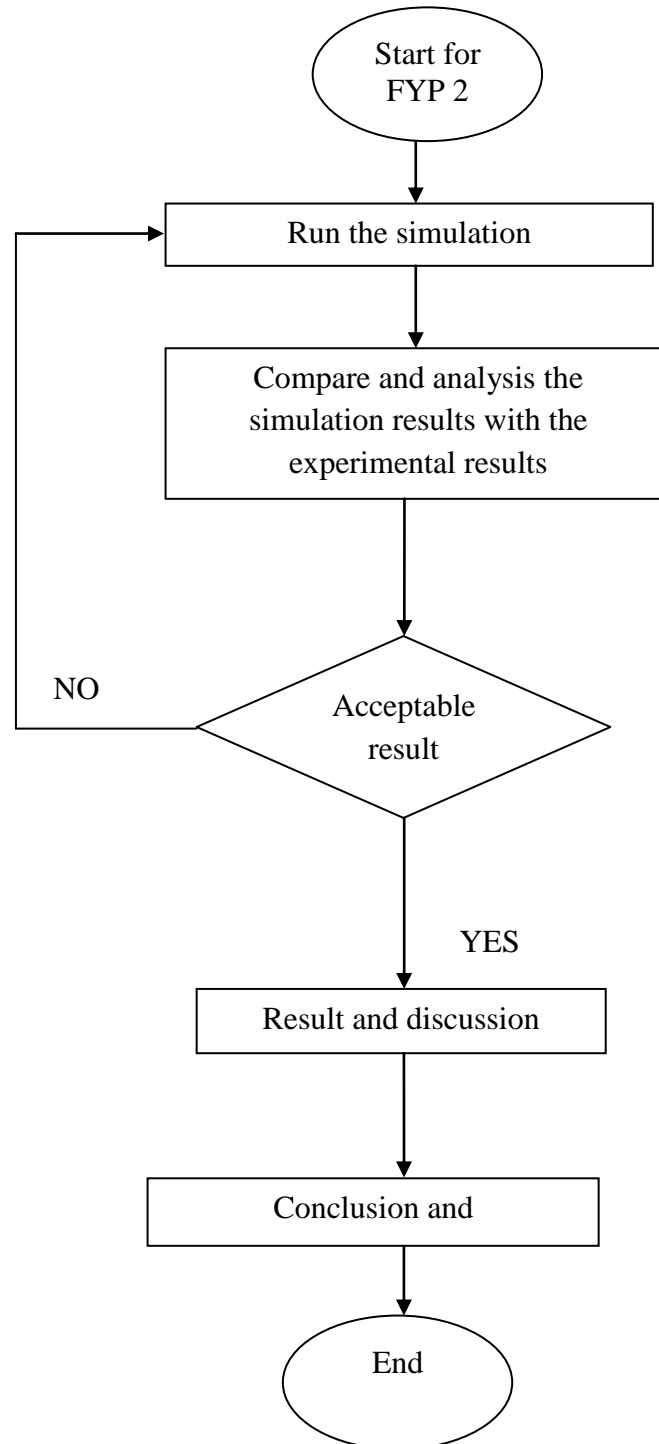 Start for
FYP 2
Run the simulation
Compare and analysis the
simulation results with the
experimental results
NO
Acceptable
result
YES
Result and discussion
Conclusion and
End